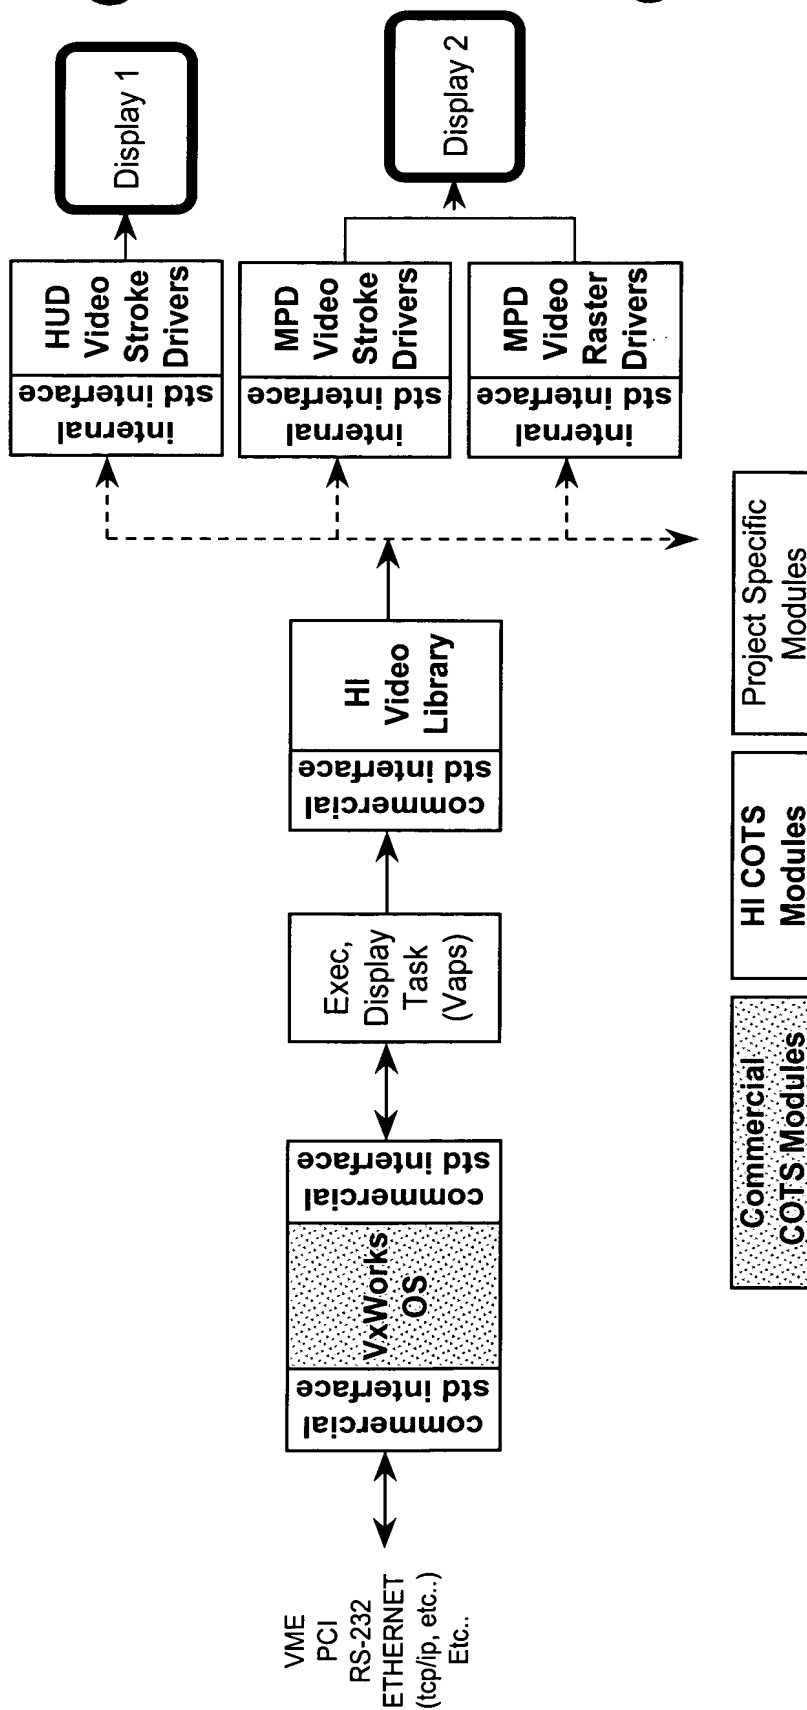 VME
PCI
RS-232
ETHERNET
(tcp/ip, etc..)
Etc..
commercial
std interface
VxWorks
OS
commercial
std interface
Exec,
Display
Task
(Vaps)
commercial
std interface
HI
Video
Library
internal
std interface
HUD
Video
Stroke
Drivers
Display 1
internal
std interface
MPD
Video
Stroke
Drivers
internal
std interface
MPD
Video
Raster
Drivers
Display 2
Commercial
COTS Modules
HI COTS
Modules
Project Specific
Modules